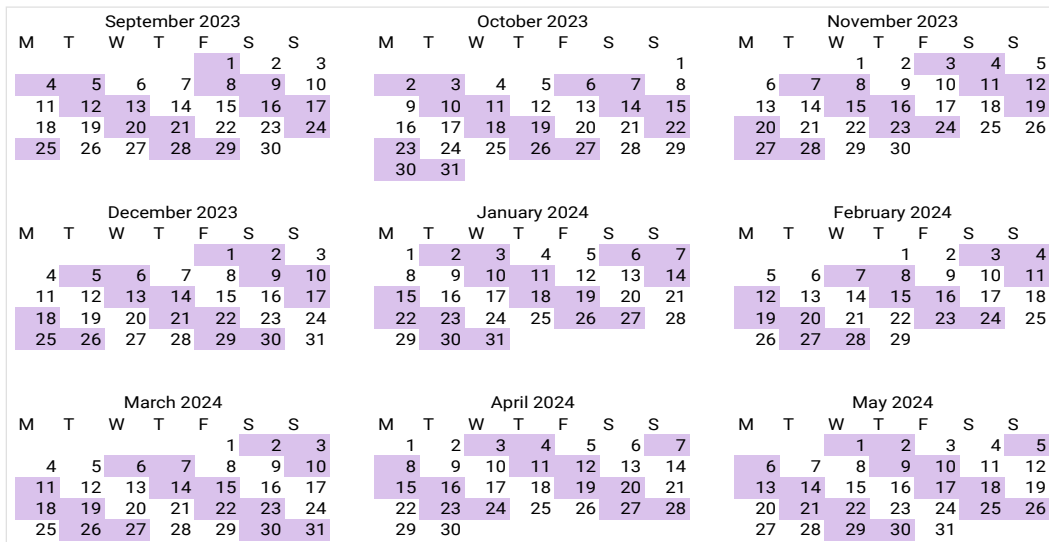 September 2023 October 2023 November 2023
M T W T F S S M T W T F S S M T W T F S S
1 2 3 1 1 2 3 4 5
4 5 6 7 8 9 10 2 3 4 5 6 7 8 6 7 8 9 10 11 12
11 12 13 14 15 16 17 9 10 11 12 13 14 15 13 14 15 16 17 18 19
18 19 20 21 22 23 24 16 17 18 19 20 21 22 20 21 22 23 24 25 26
25 26 27 28 29 30 23 24 25 26 27 28 29 27 28 29 30
30 31
December 2023 January 2024 February 2024
M T W T F S S M T W T F S S M T W T F S S
1 2 3 1 2 3 4 5 6 7 1 2 3 4
4 5 6 7 8 9 10 8 9 10 11 12 13 14 5 6 7 8 9 10 11
11 12 13 14 15 16 17 15 16 17 18 19 20 21 12 13 14 15 16 17 18
18 19 20 21 22 23 24 22 23 24 25 26 27 28 19 20 21 22 23 24 25
25 26 27 28 29 30 31 29 30 31 26 27 28 29
March 2024 April 2024 May 2024
M T W T F S S M T W T F S S M T W T F S S
1 2 3 1 2 3 4 5 6 7 1 2 3 4 5
4 5 6 7 8 9 10 8 9 10 11 12 13 14 6 7 8 9 10 11 12
11 12 13 14 15 16 17 15 16 17 18 19 20 21 13 14 15 16 17 18 19
18 19 20 21 22 23 24 22 23 24 25 26 27 28 20 21 22 23 24 25 26
25 26 27 28 29 30 31 29 30 27 28 29 30 31